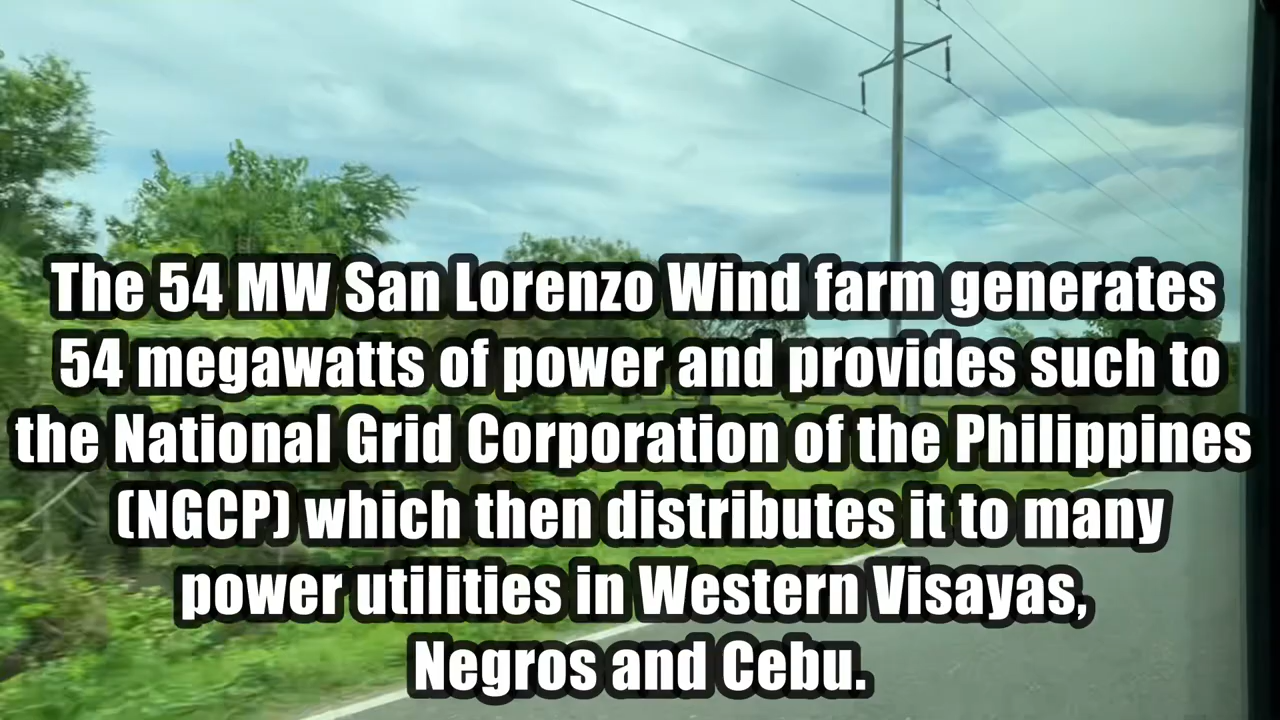 The 54 MW San Lorenzo Wind farm generates
54 megawatts of power and provides such to
the National Grid Corporation of the Philippines
(NGCP) which then distributes it to many
power utilities in Western Visayas,
Negros and Cebu.